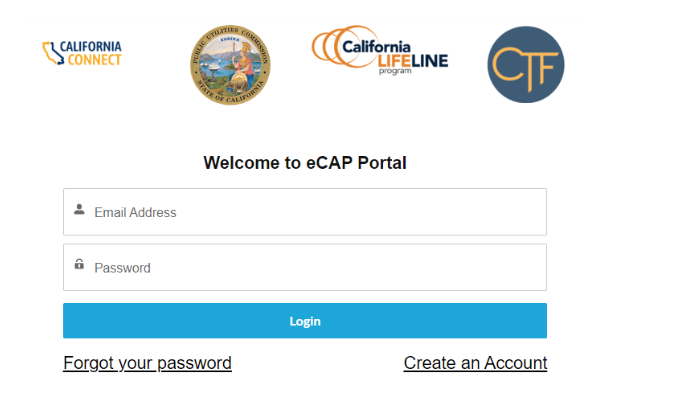 CALIFORNIA
CONNECT
PUBLIC UTILITIES COMMISSION
EUREKA
STATE OF CALIFORNIA
California
LIFELINE
program
CTF
Welcome to eCAP Portal
Email Address
Password
Login
Forgot your password
Create an Account